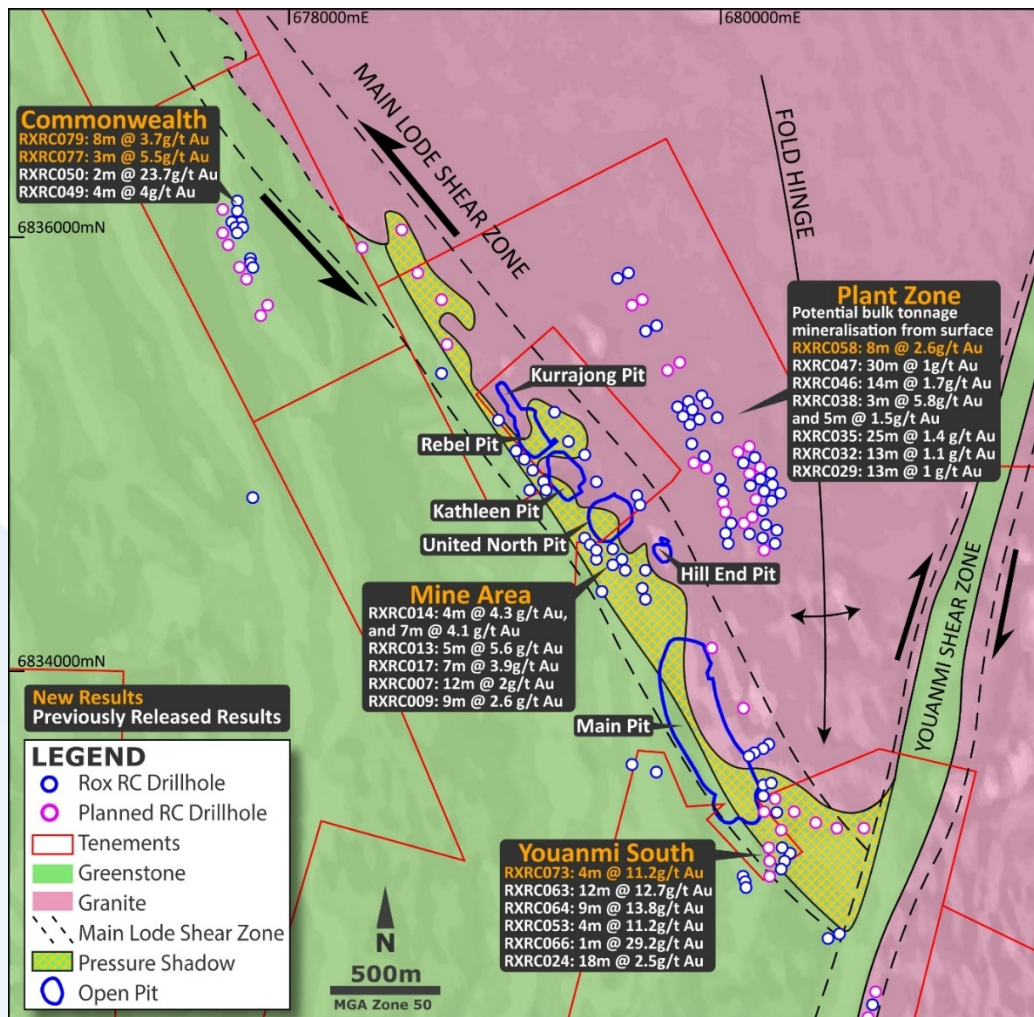 678000mE
680000mE
MAIN LODE SHEAR ZONE
FOLD HINGE
Commonwealth
RXRC079: 8m @ 3.7g/t Au
RXRC077: 3m @ 5.5g/t Au
RXRC050: 2m @ 23.7g/t Au
RXRC049: 4m @ 4g/t Au
6836000mN
Plant Zone
Potential bulk tonnage
mineralisation from surface
RXRC058: 8m @ 2.6g/t Au
RXRC047: 30m @ 1g/t Au
RXRC046: 14m @ 1.7g/t Au
RXRC038: 3m @ 5.8g/t Au
and 5m @ 1.5g/t Au
RXRC035: 25m @ 1.4 g/t Au
RXRC032: 13m @ 1.1 g/t Au
RXRC029: 13m @ 1 g/t Au
Kurrajong Pit
Rebel Pit
Kathleen Pit
United North Pit
Hill End Pit
YOUANMI SHEAR ZONE
Mine Area
RXRC014: 4m @ 4.3 g/t Au,
and 7m @ 4.1 g/t Au
RXRC013: 5m @ 5.6 g/t Au
RXRC017: 7m @ 3.9g/t Au
RXRC007: 12m @ 2g/t Au
RXRC009: 9m @ 2.6 g/t Au
6834000mN
Main Pit
New Results
Previously Released Results
LEGEND
Rox RC Drillhole
Planned RC Drillhole
Tenements
Greenstone
Granite
Main Lode Shear Zone
Pressure Shadow
Open Pit
Youanmi South
RXRC073: 4m @ 11.2g/t Au
RXRC063: 12m @ 12.7g/t Au
RXRC064: 9m @ 13.8g/t Au
RXRC053: 4m @ 11.2g/t Au
RXRC066: 1m @ 29.2g/t Au
RXRC024: 18m @ 2.5g/t Au
N
500m
MGA Zone 50